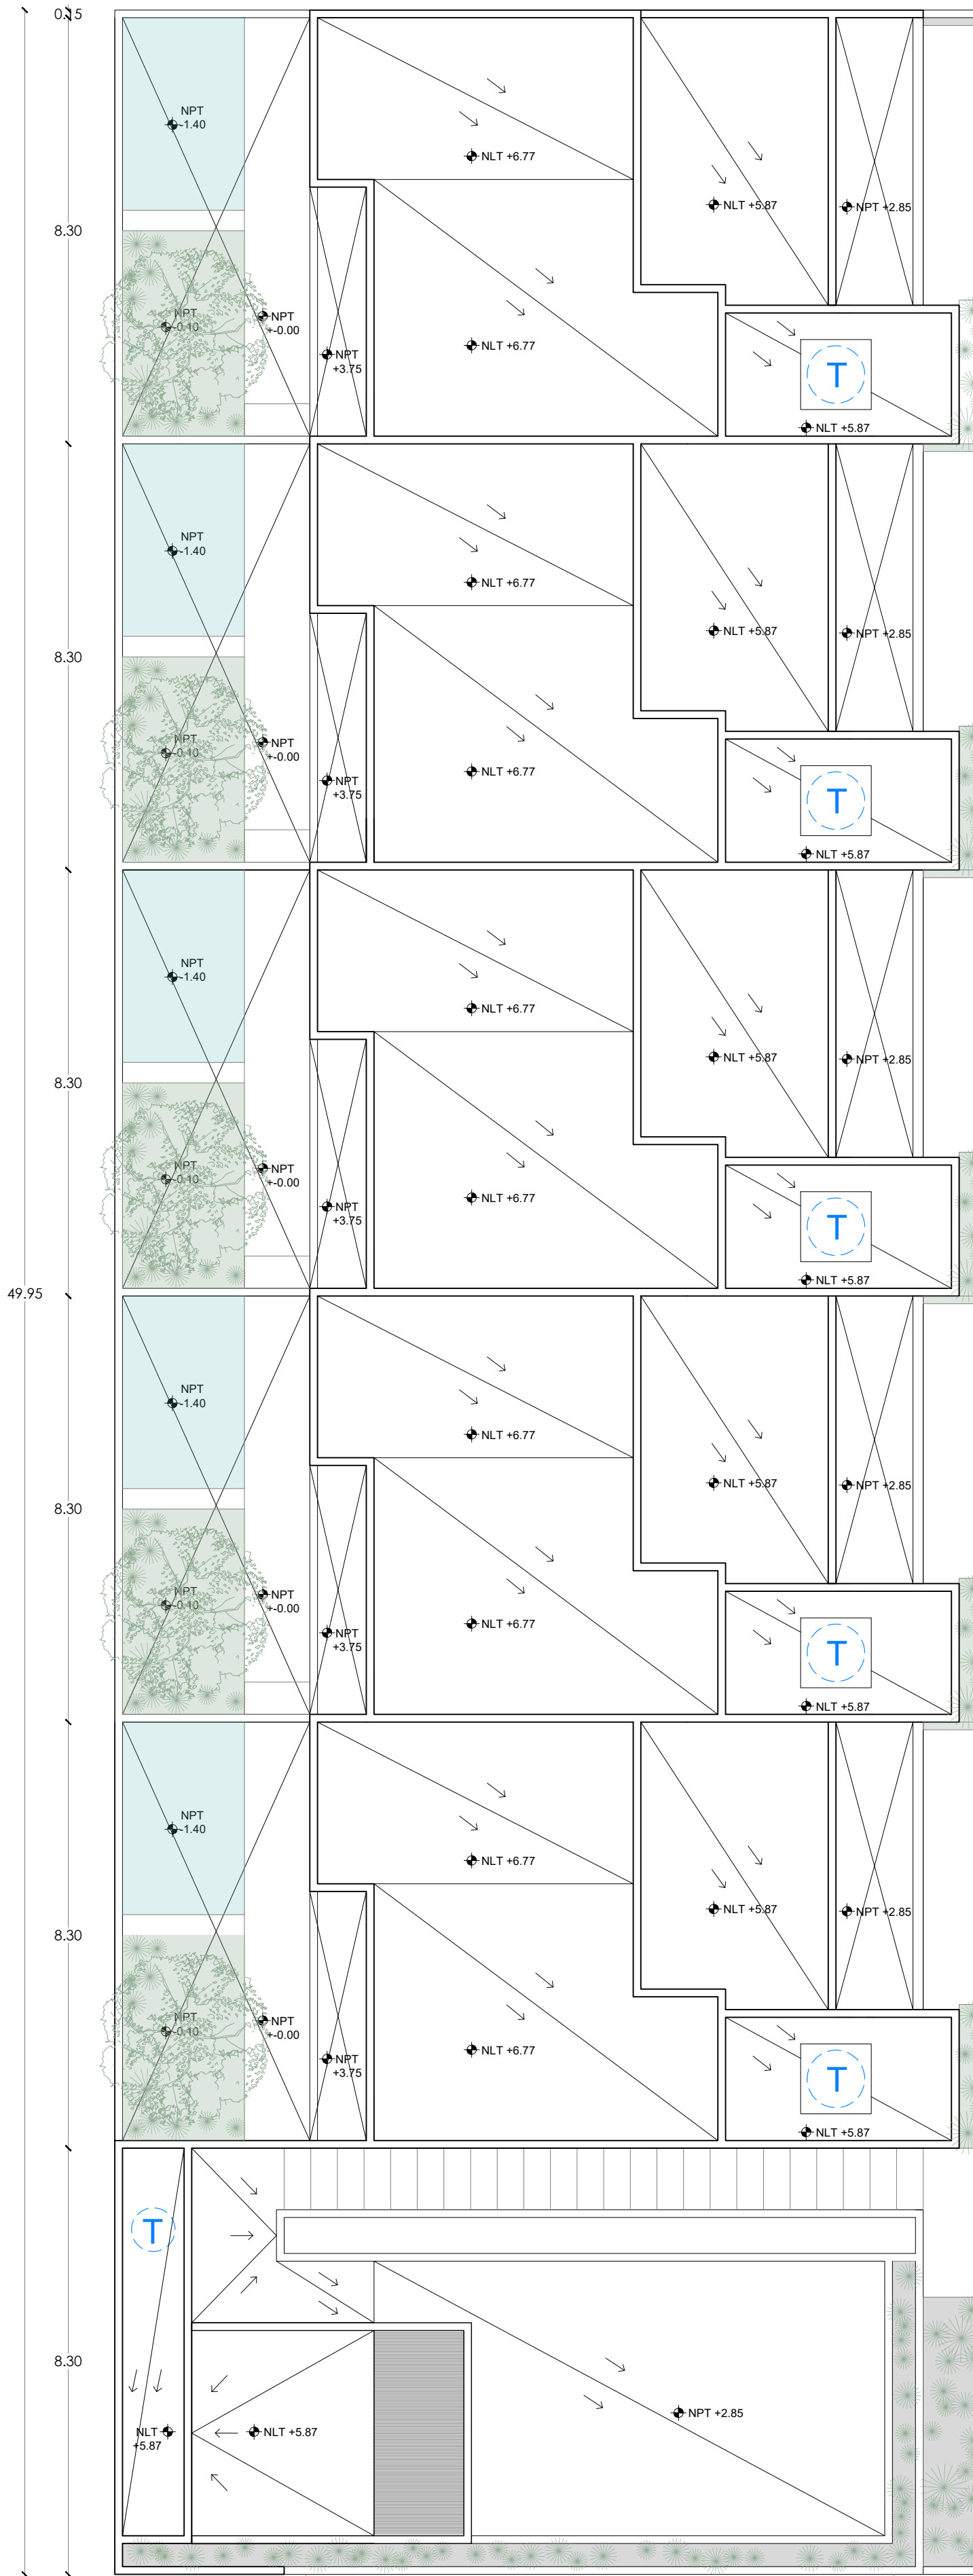 0.15
NPT
-1.40
NLT +6.77
NLT +5.87
NPT +2.85
8.30
NPT
-0.10
NPT
+-0.00
NPT
+3.75
NLT +6.77
T
NLT +5.87
NPT
-1.40
NLT +6.77
NLT +5.87
NPT +2.85
8.30
NPT
-0.10
NPT
+-0.00
NPT
+3.75
NLT +6.77
T
NLT +5.87
NPT
-1.40
NLT +6.77
NLT +5.87
NPT +2.85
8.30
NPT
-0.10
NPT
+-0.00
NPT
+3.75
NLT +6.77
T
NLT +5.87
49.95
NPT
-1.40
NLT +6.77
NLT +5.87
NPT +2.85
8.30
NPT
-0.10
NPT
+-0.00
NPT
+3.75
NLT +6.77
T
NLT +5.87
NPT
-1.40
NLT +6.77
NLT +5.87
NPT +2.85
8.30
NPT
-0.10
NPT
+-0.00
NPT
+3.75
NLT +6.77
T
NLT +5.87
T
8.30
NPT +2.85
NLT
+5.87
NLT +5.87